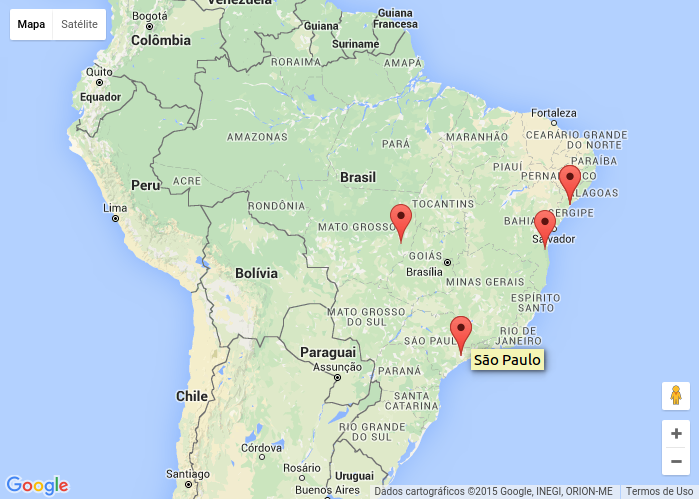 Mapa
Satélite
Venezuela
Bogotá
Colômbia
Guiana
Guiana
Francesa
Suriname
RORAIMA
AMAPÁ
Quito
Equador
Fortaleza
AMAZONAS
PARÁ
MARANHÃO
CEARÁ
RIO GRANDE
DO NORTE
PARAÍBA
PIAUÍ
Brasil
ACRE
Peru
ALAGOAS
RONDÔNIA
TOCANTINS
Lima
BAHIA
SERGIPE
MATO GROSSO
Salvador
GOIÁS
Brasília
Bolívia
MINAS GERAIS
ESPÍRITO
SANTO
MATO GROSSO
DO SUL
RIO DE
JANEIRO
Paraguai
Assunção
São Paulo
PARANÁ
Chile
SANTA
CATARINA
RIO GRANDE
DO SUL
Córdova
Rosário
Uruguai
Santiago
Buenos Aires
Google
Dados cartográficos ©2015 Google, INEGI, ORION-ME
Termos de Uso